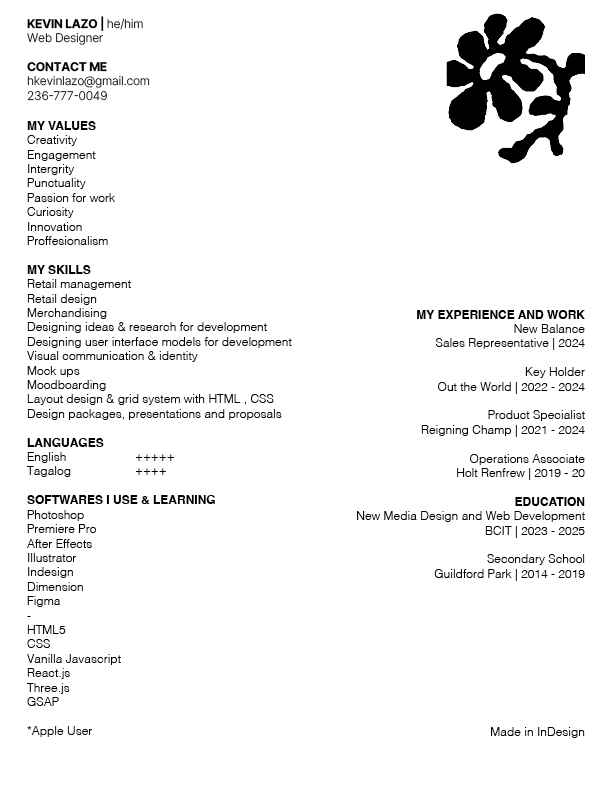 KEVIN LAZO | he/him
Web Designer
CONTACT ME
hkevinlazo@gmail.com
236-777-0049
MY VALUES
Creativity
Engagement
Intergrity
Punctuality
Passion for work
Curiosity
Innovation
Proffesionalism
MY SKILLS
Retail management
Retail design
Merchandising
Designing ideas & research for development
Designing user interface models for development
Visual communication & identity
Mock ups
Moodboarding
Layout design & grid system with HTML , CSS
Design packages, presentations and proposals
LANGUAGES
English +++++
Tagalog ++++
SOFTWARES I USE & LEARNING
Photoshop
Premiere Pro
After Effects
Illustrator
Indesign
Dimension
Figma
-
HTML5
CSS
Vanilla Javascript
React.js
Three.js
GSAP
*Apple User
MY EXPERIENCE AND WORK
New Balance
Sales Representative | 2024
Key Holder
Out the World | 2022 - 2024
Product Specialist
Reigning Champ | 2021 - 2024
Operations Associate
Holt Renfrew | 2019 - 20
EDUCATION
New Media Design and Web Development
BCIT | 2023 - 2025
Secondary School
Guildford Park | 2014 - 2019
Made in InDesign